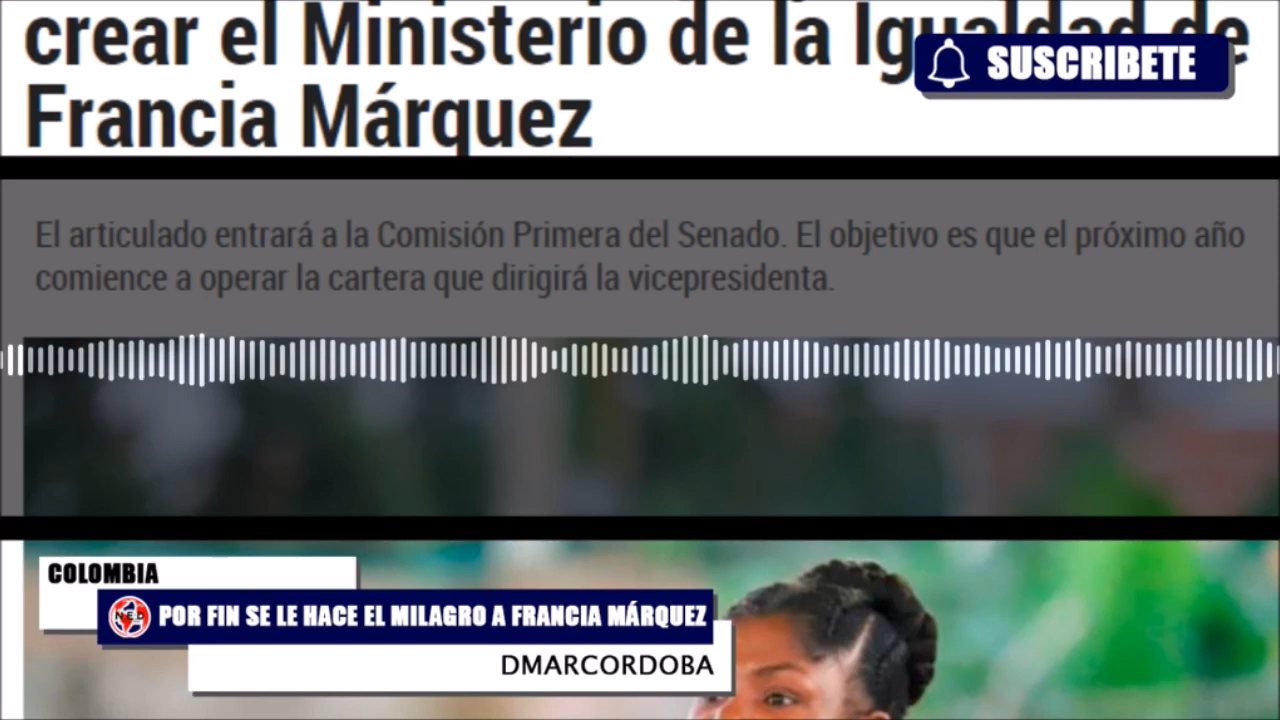 crear el Ministerio de la Igualdad de
SUSCRIBETE
Francia Márquez
El articulado entrará a la Comisión Primera del Senado. El objetivo es que el próximo año
comience a operar la cartera que dirigirá la vicepresidenta.
COLOMBIA
POR FIN SE LE HACE EL MILAGRO A FRANCIA MÁRQUEZ
DMARCORDOBA